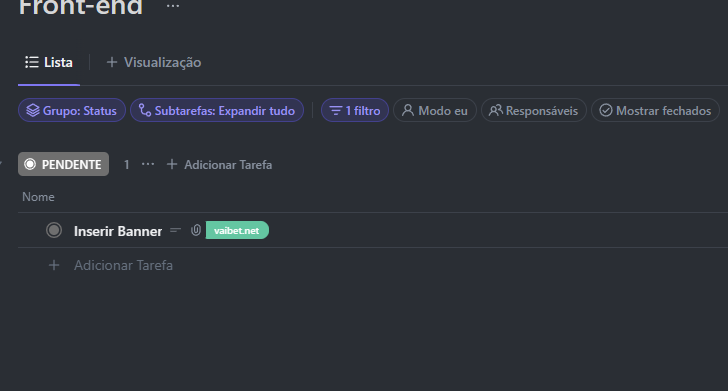 Front-end ...
Lista + Visualização
Grupo: Status Subtarefas: Expandir tudo 1 filtro Modo eu Responsáveis Mostrar fechados
PENDENTE 1 ... + Adicionar Tarefa
Nome
Inserir Banner vaibet.net
+ Adicionar Tarefa